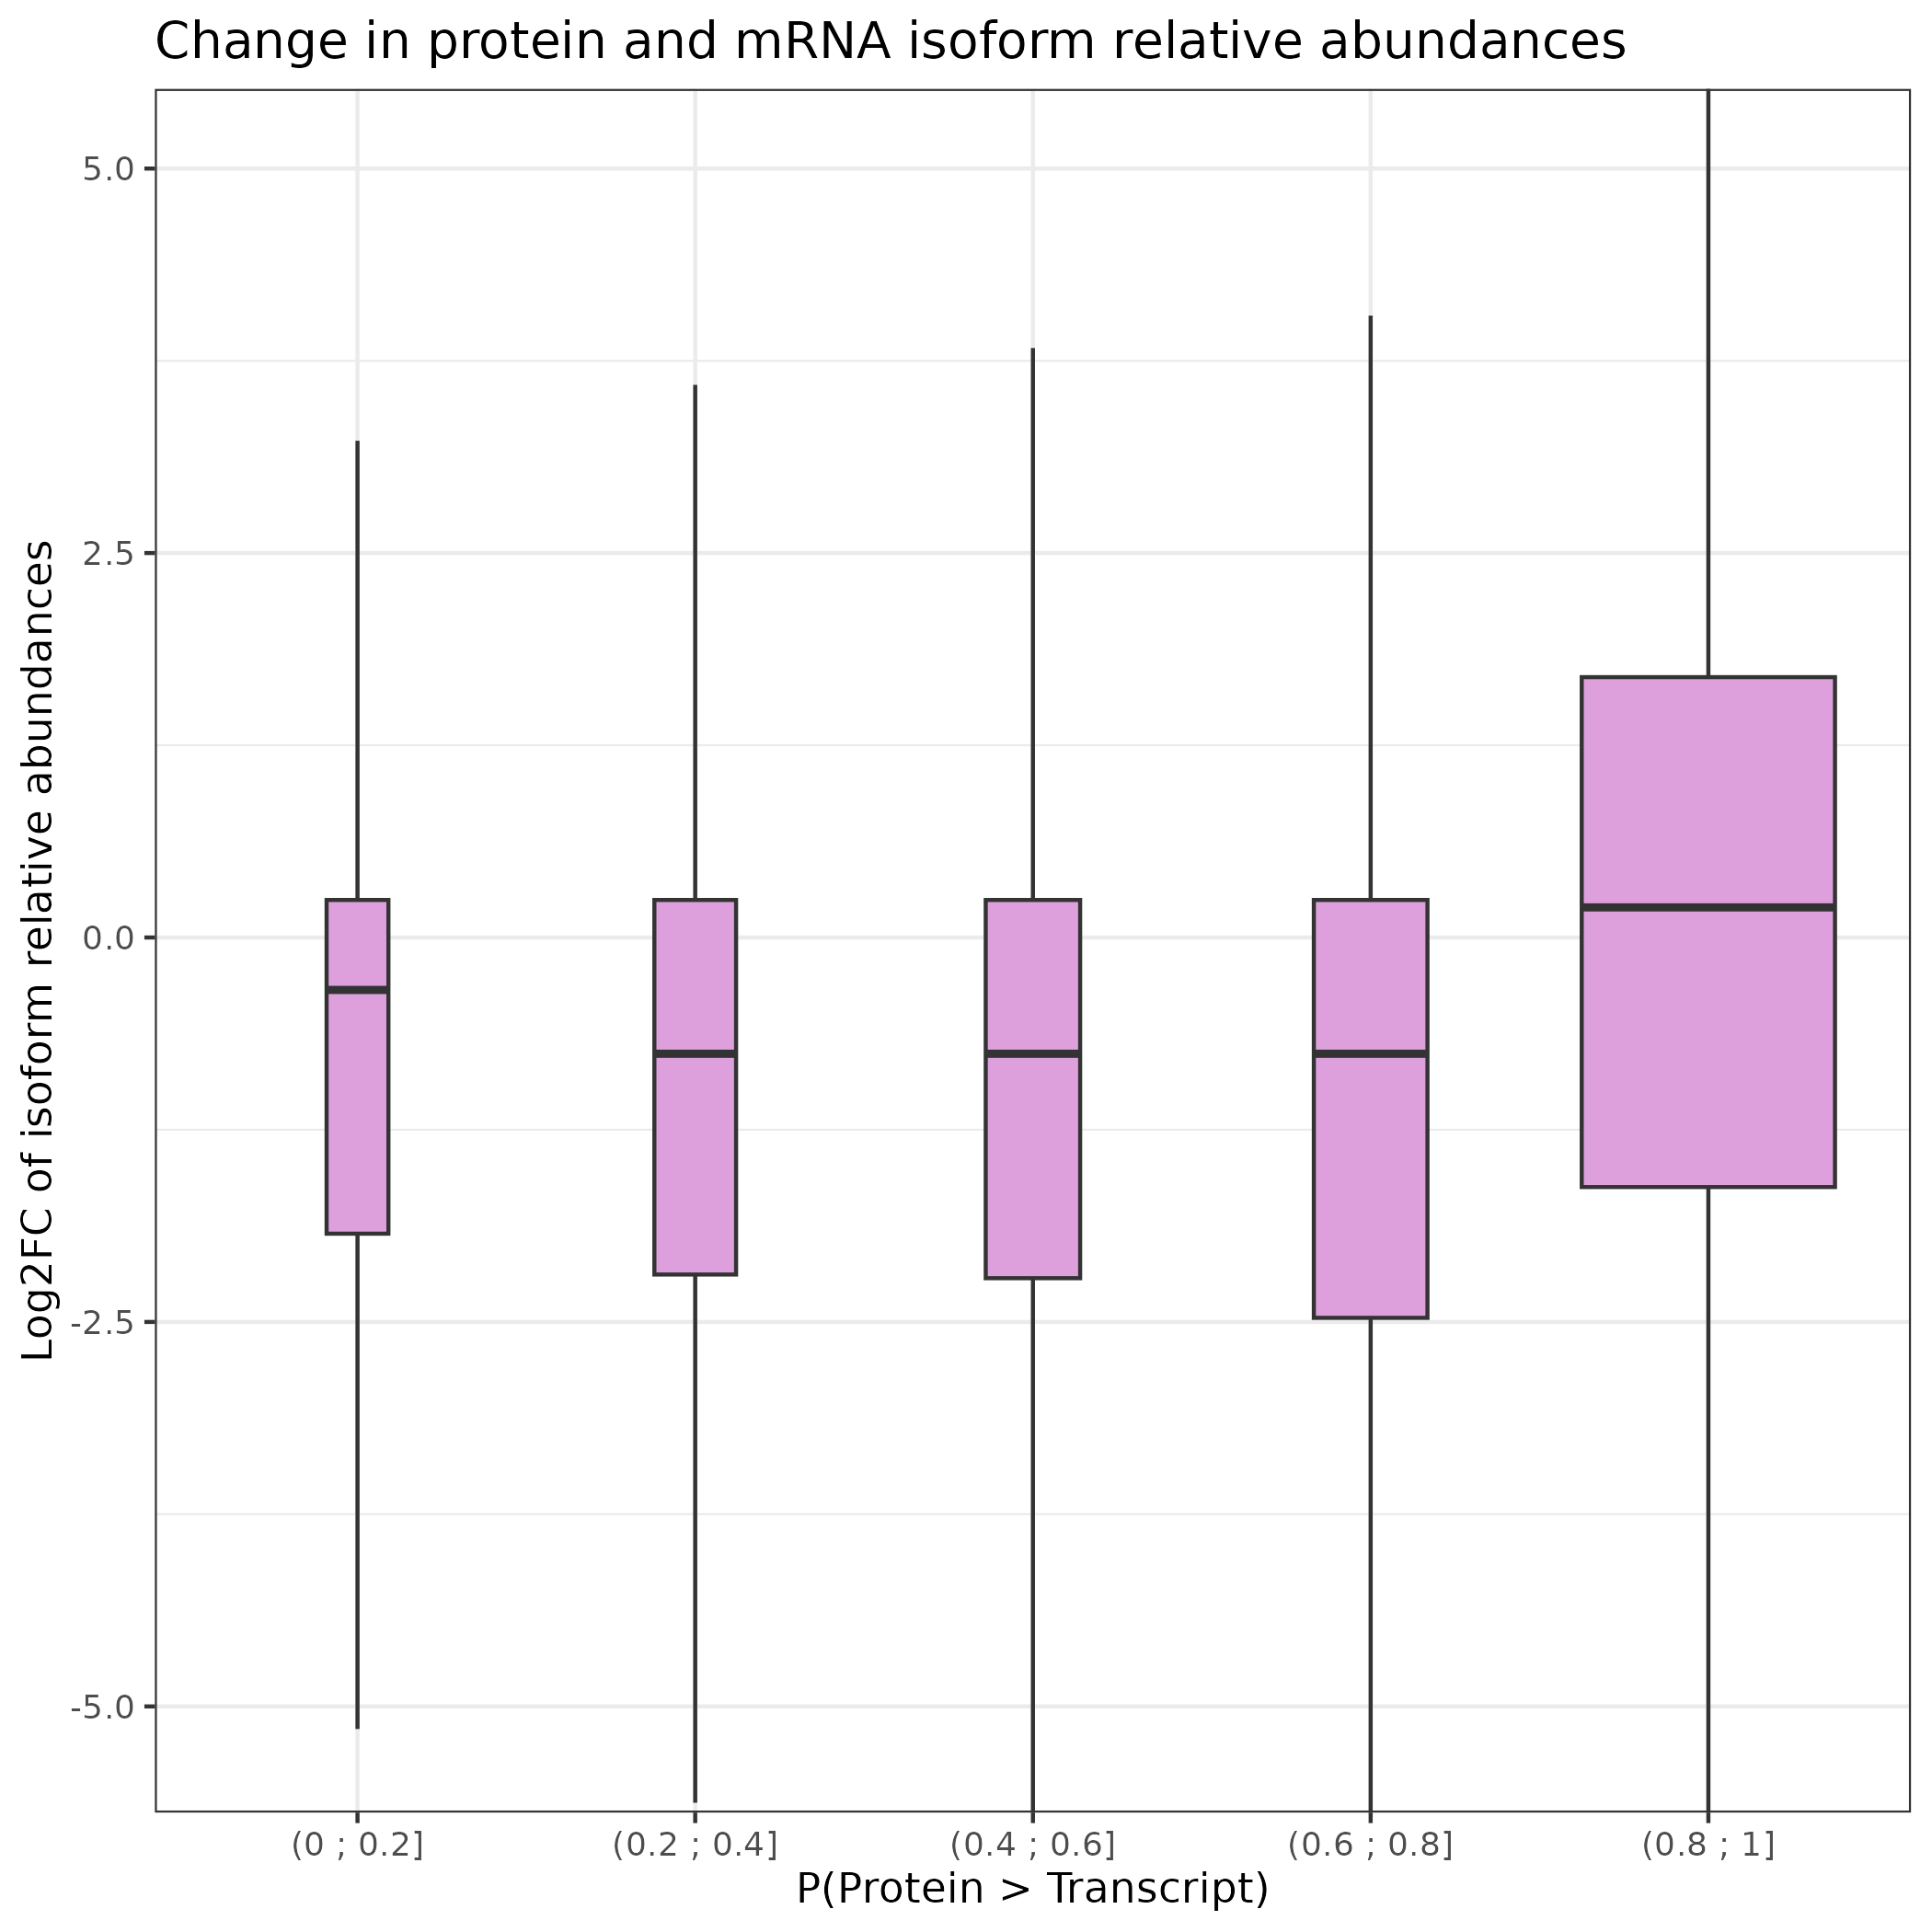 Change in protein and mRNA isoform relative abundances
Log2FC of isoform relative abundances
5.0
2.5
0.0
-2.5
-5.0
(0 ; 0.2]
(0.2 ; 0.4]
(0.4 ; 0.6]
(0.6 ; 0.8]
(0.8 ; 1]
P(Protein > Transcript)